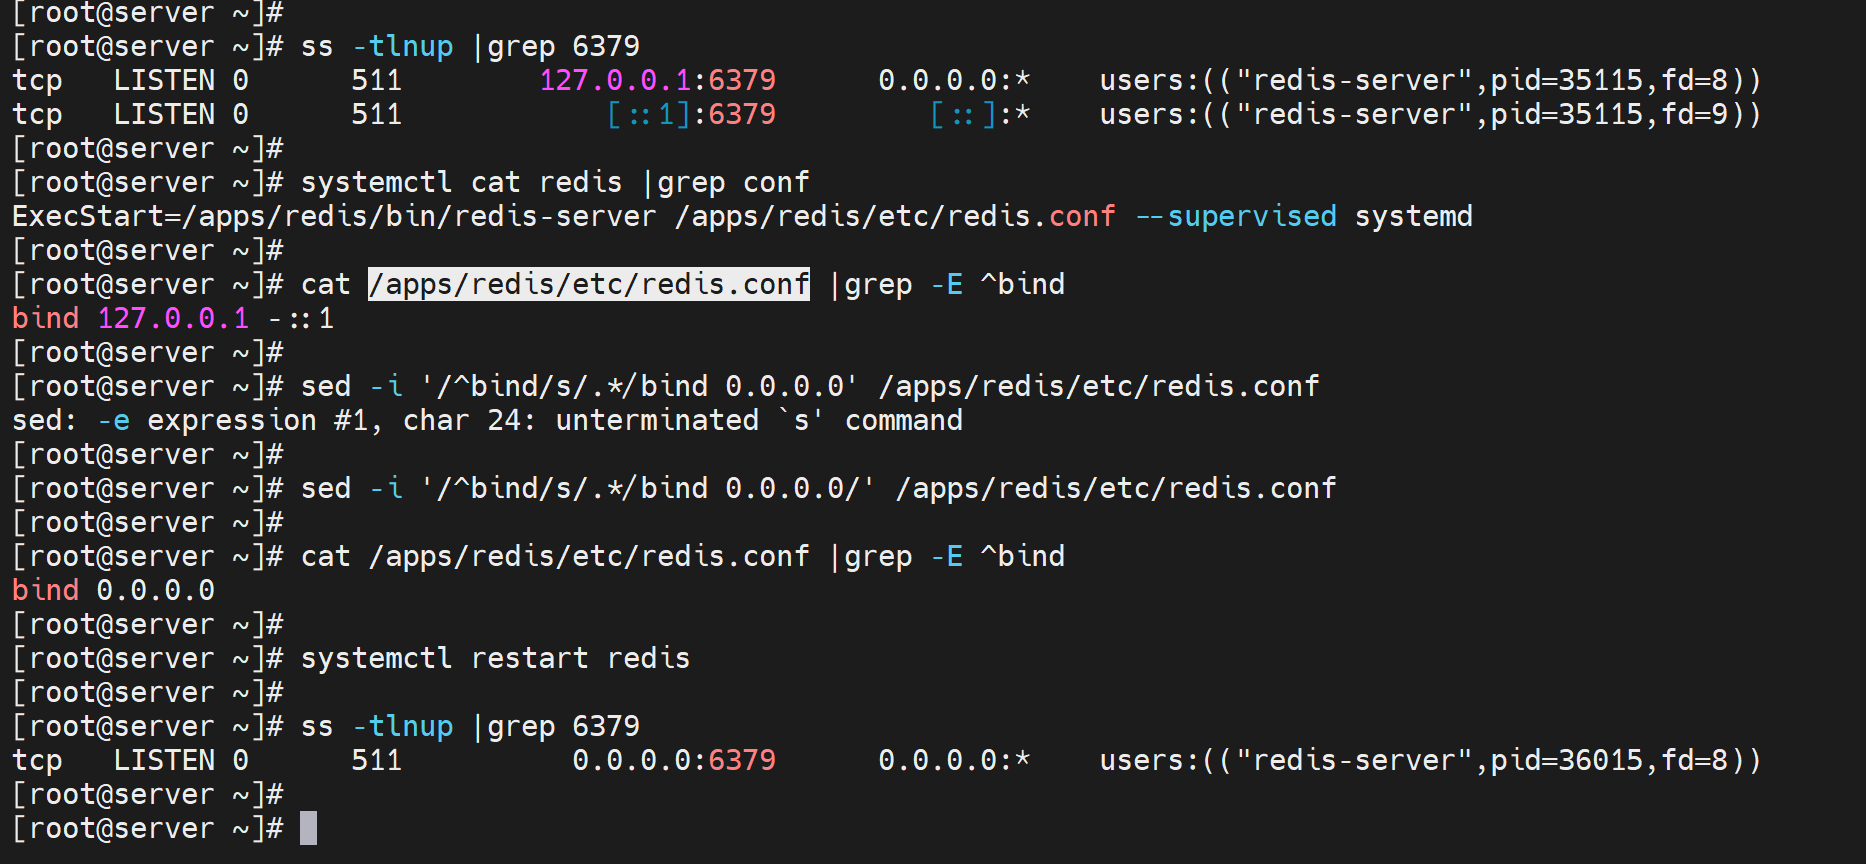 [root@server ~]#
[root@server ~]# ss -tlnup |grep 6379
tcp   LISTEN 0      511        127.0.0.1:6379      0.0.0.0:*    users:(("redis-server",pid=35115,fd=8))
tcp   LISTEN 0      511            [::1]:6379         [::]:*    users:(("redis-server",pid=35115,fd=9))
[root@server ~]#
[root@server ~]# systemctl cat redis |grep conf
ExecStart=/apps/redis/bin/redis-server /apps/redis/etc/redis.conf --supervised systemd
[root@server ~]#
[root@server ~]# cat /apps/redis/etc/redis.conf |grep -E ^bind
bind 127.0.0.1 -::1
[root@server ~]#
[root@server ~]# sed -i '/^bind/s/.*/bind 0.0.0.0' /apps/redis/etc/redis.conf
sed: -e expression #1, char 24: unterminated `s' command
[root@server ~]#
[root@server ~]# sed -i '/^bind/s/.*/bind 0.0.0.0/' /apps/redis/etc/redis.conf
[root@server ~]#
[root@server ~]# cat /apps/redis/etc/redis.conf |grep -E ^bind
bind 0.0.0.0
[root@server ~]#
[root@server ~]# systemctl restart redis
[root@server ~]#
[root@server ~]# ss -tlnup |grep 6379
tcp   LISTEN 0      511          0.0.0.0:6379      0.0.0.0:*    users:(("redis-server",pid=36015,fd=8))
[root@server ~]#
[root@server ~]#